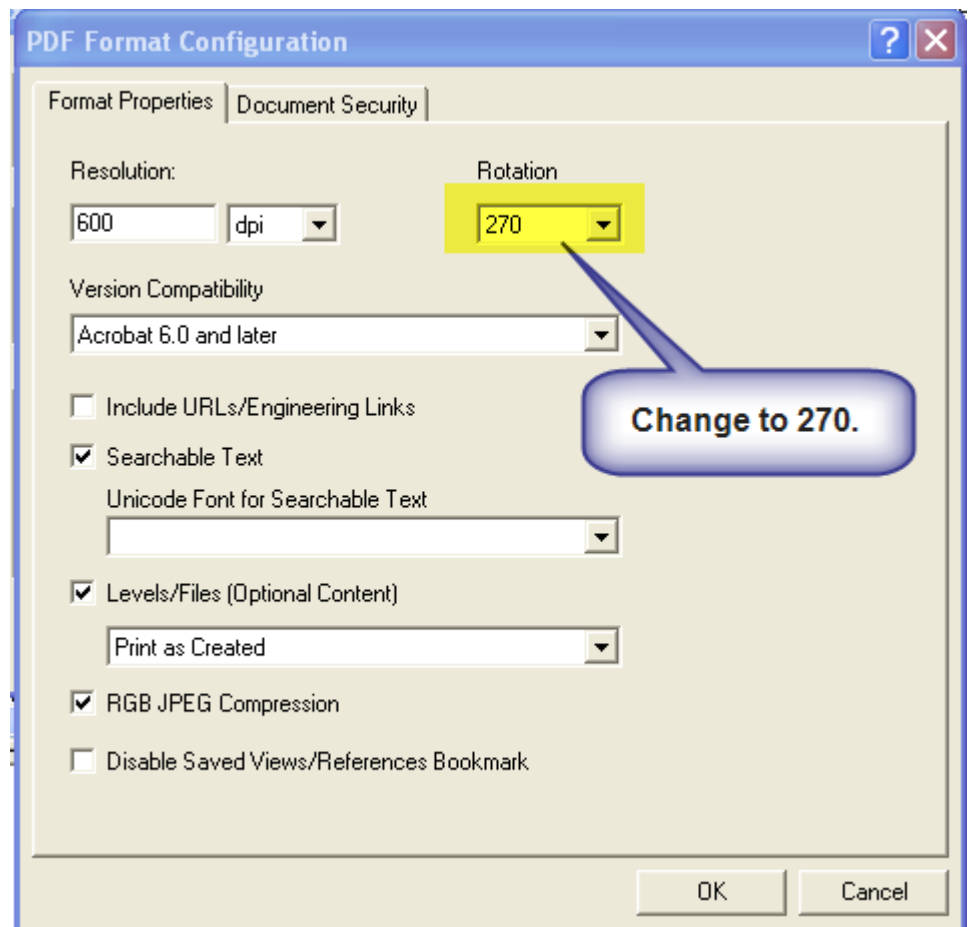 PDF Format Configuration
Format Properties
Document Security
Resolution:
Rotation
600
dpi
270
Version Compatibility
Acrobat 6.0 and later
Include URLs/Engineering Links
Change to 270.
Searchable Text
Unicode Font for Searchable Text
Levels/Files (Optional Content)
Print as Created
RGB JPEG Compression
Disable Saved Views/References Bookmark
OK
Cancel